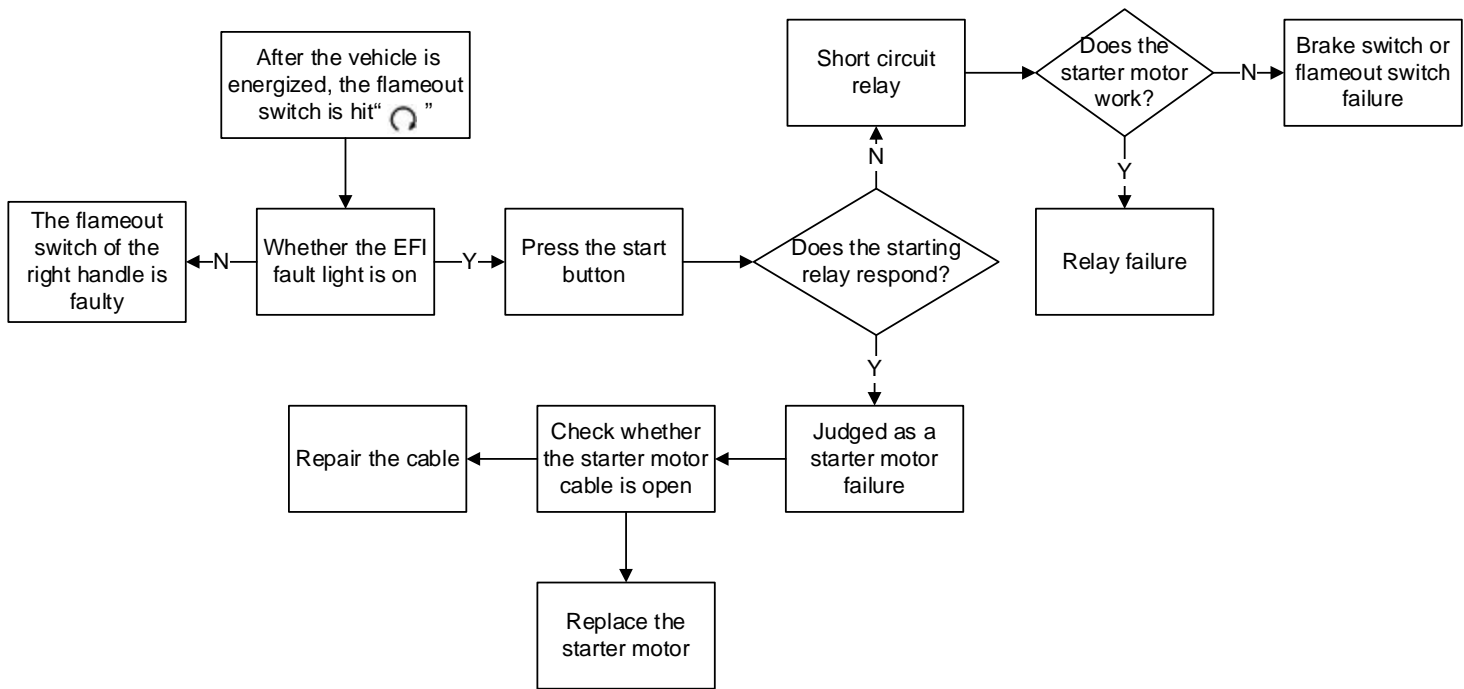 After the vehicle is
energized, the flameout
switch is hit“ ”
Short circuit
relay
Does the
starter motor
work?
N
Brake switch or
flameout switch
failure
N
Y
The flameout
switch of the
right handle is
faulty
N
Whether the EFI
fault light is on
Y
Press the start
button
Does the starting
relay respond?
Relay failure
Y
Repair the cable
Check whether
the starter motor
cable is open
Judged as a
starter motor
failure
Replace the
starter motor